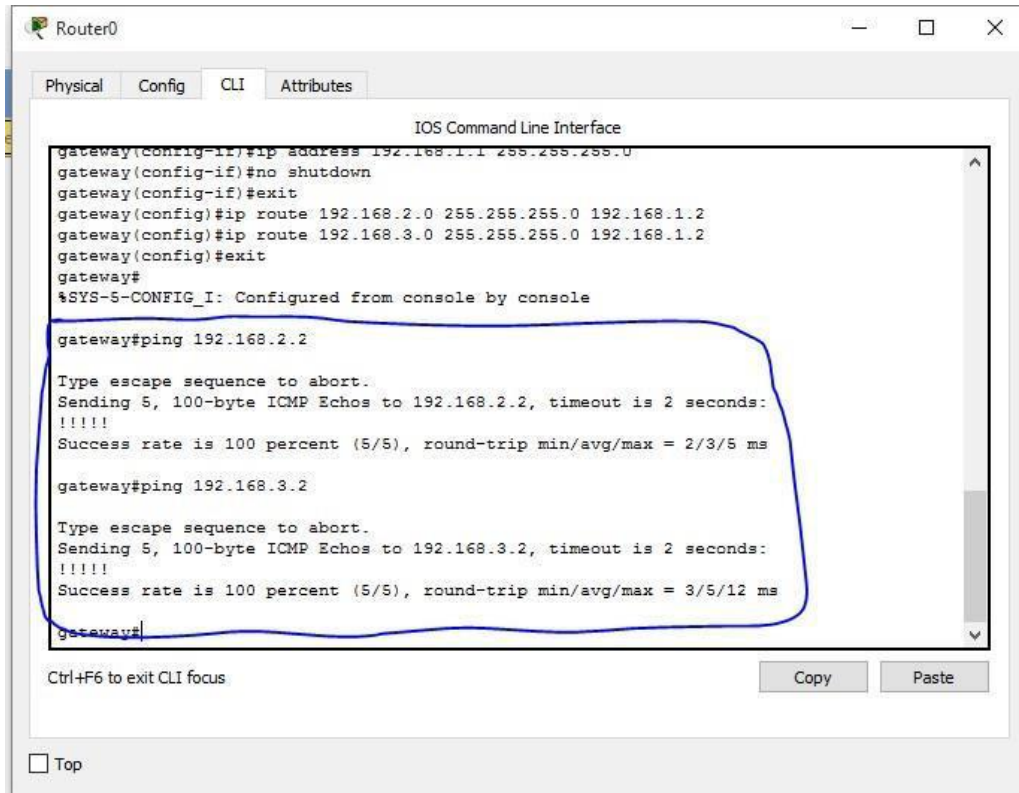 Router0
Physical Config CLI Attributes
IOS Command Line Interface
gateway(config-if)#ip address 192.168.1.1 255.255.255.0
gateway(config-if)#no shutdown
gateway(config-if)#exit
gateway(config)#ip route 192.168.2.0 255.255.255.0 192.168.1.2
gateway(config)#ip route 192.168.3.0 255.255.255.0 192.168.1.2
gateway(config)#exit
gateway#
%SYS-5-CONFIG_I: Configured from console by console
gateway#ping 192.168.2.2
Type escape sequence to abort.
Sending 5, 100-byte ICMP Echos to 192.168.2.2, timeout is 2 seconds:
!!!!!
Success rate is 100 percent (5/5), round-trip min/avg/max = 2/3/5 ms
gateway#ping 192.168.3.2
Type escape sequence to abort.
Sending 5, 100-byte ICMP Echos to 192.168.3.2, timeout is 2 seconds:
!!!!!
Success rate is 100 percent (5/5), round-trip min/avg/max = 3/5/12 ms
gateway#
Ctrl+F6 to exit CLI focus
Copy Paste
Top